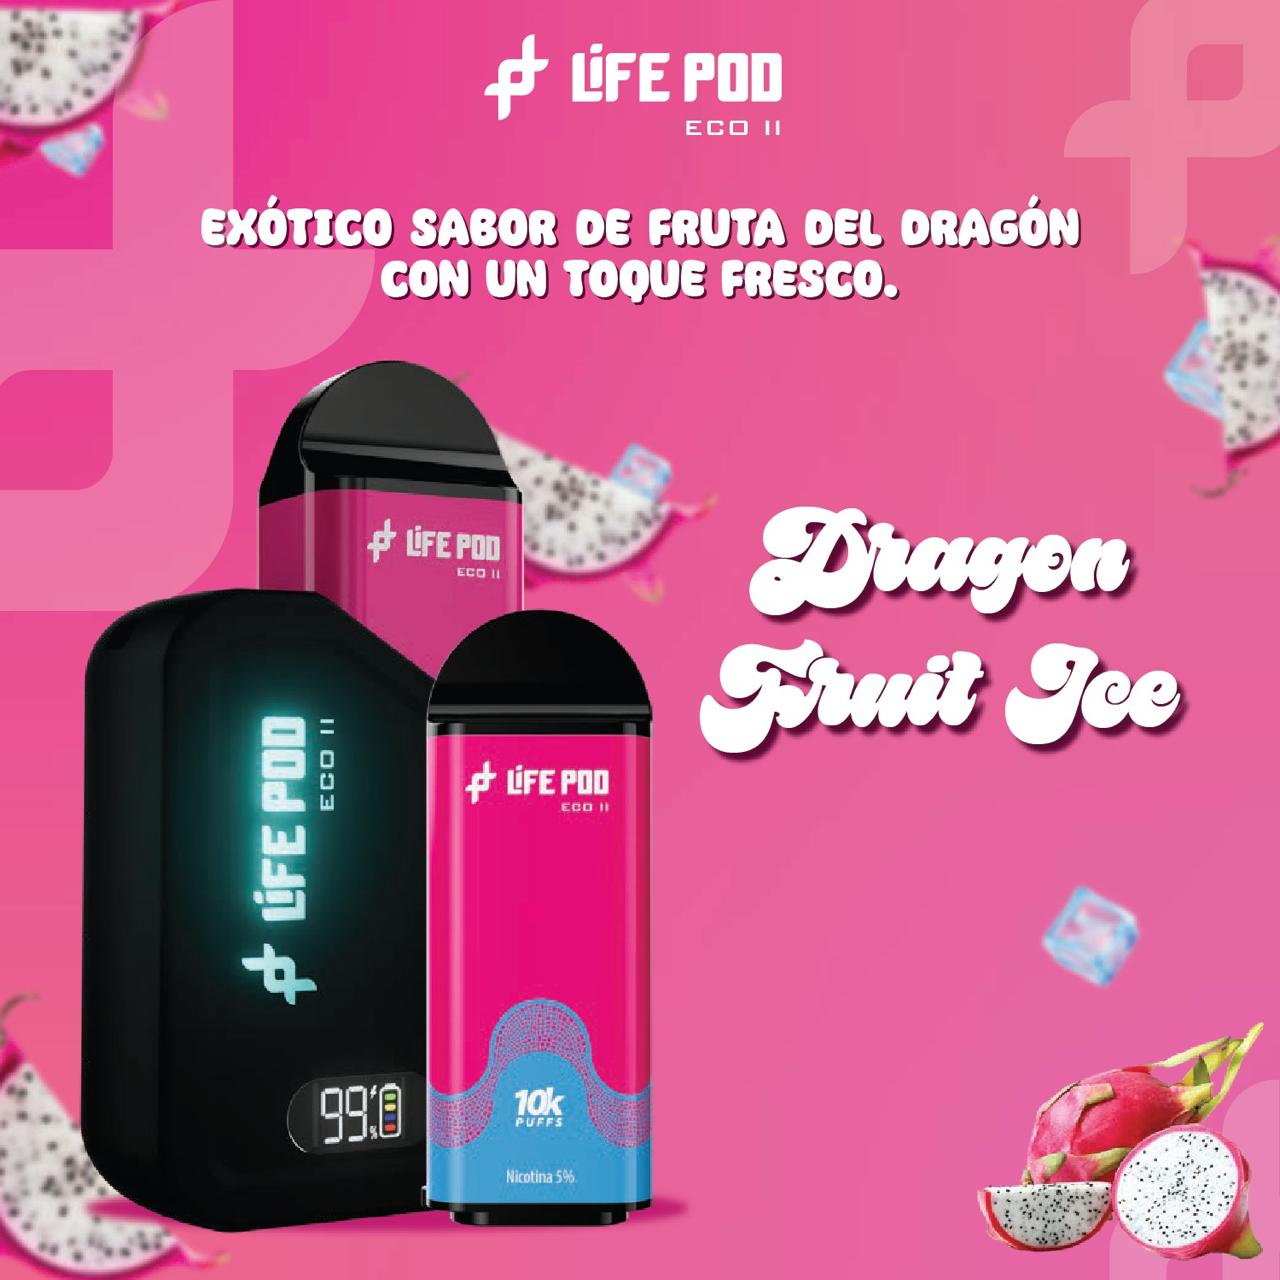 LiFE POD
ECO II
EXÓTICO SABOR DE FRUTA DEL DRAGÓN
CON UN TOQUE FRESCO.
LiFE POD
ECO II
Dragon
Fruit Ice
LiFE POD
ECO II
LiFE POD
ECO II
99%
10k
PUFFS
Nicotina 5%